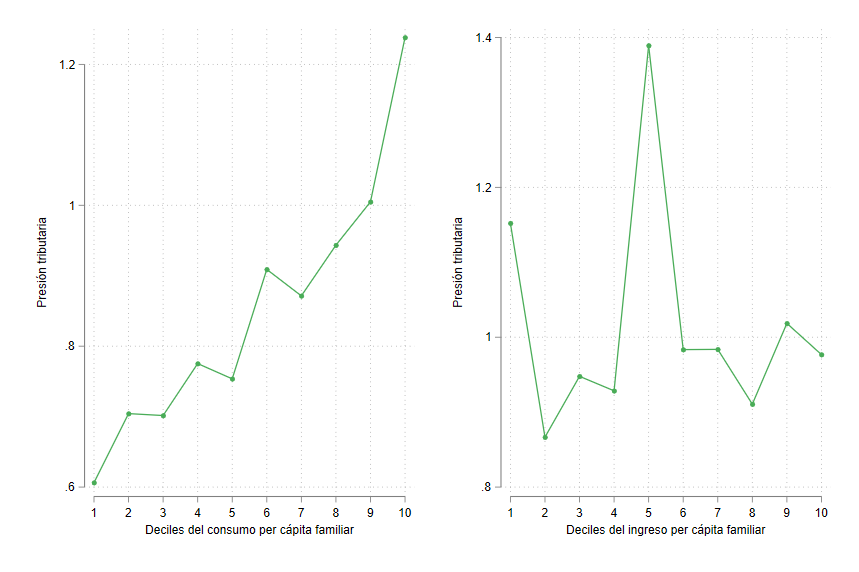 Presión tributaria
1.2
1
.8
.6
1 2 3 4 5 6 7 8 9 10
Deciles del consumo per cápita familiar
Presión tributaria
1.4
1.2
1
.8
1 2 3 4 5 6 7 8 9 10
Deciles del ingreso per cápita familiar